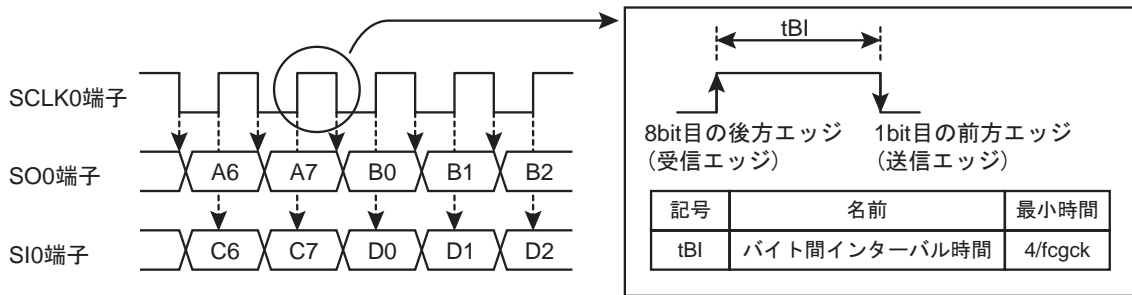 SCLK0端子
SO0端子
A6 A7 B0 B1 B2
SI0端子
C6 C7 D0 D1 D2
tBI
8bit目の後方エッジ
(受信エッジ)
1bit目の前方エッジ
(送信エッジ)
記号 名前 最小時間
tBI バイト間インターバル時間 4/fcgck